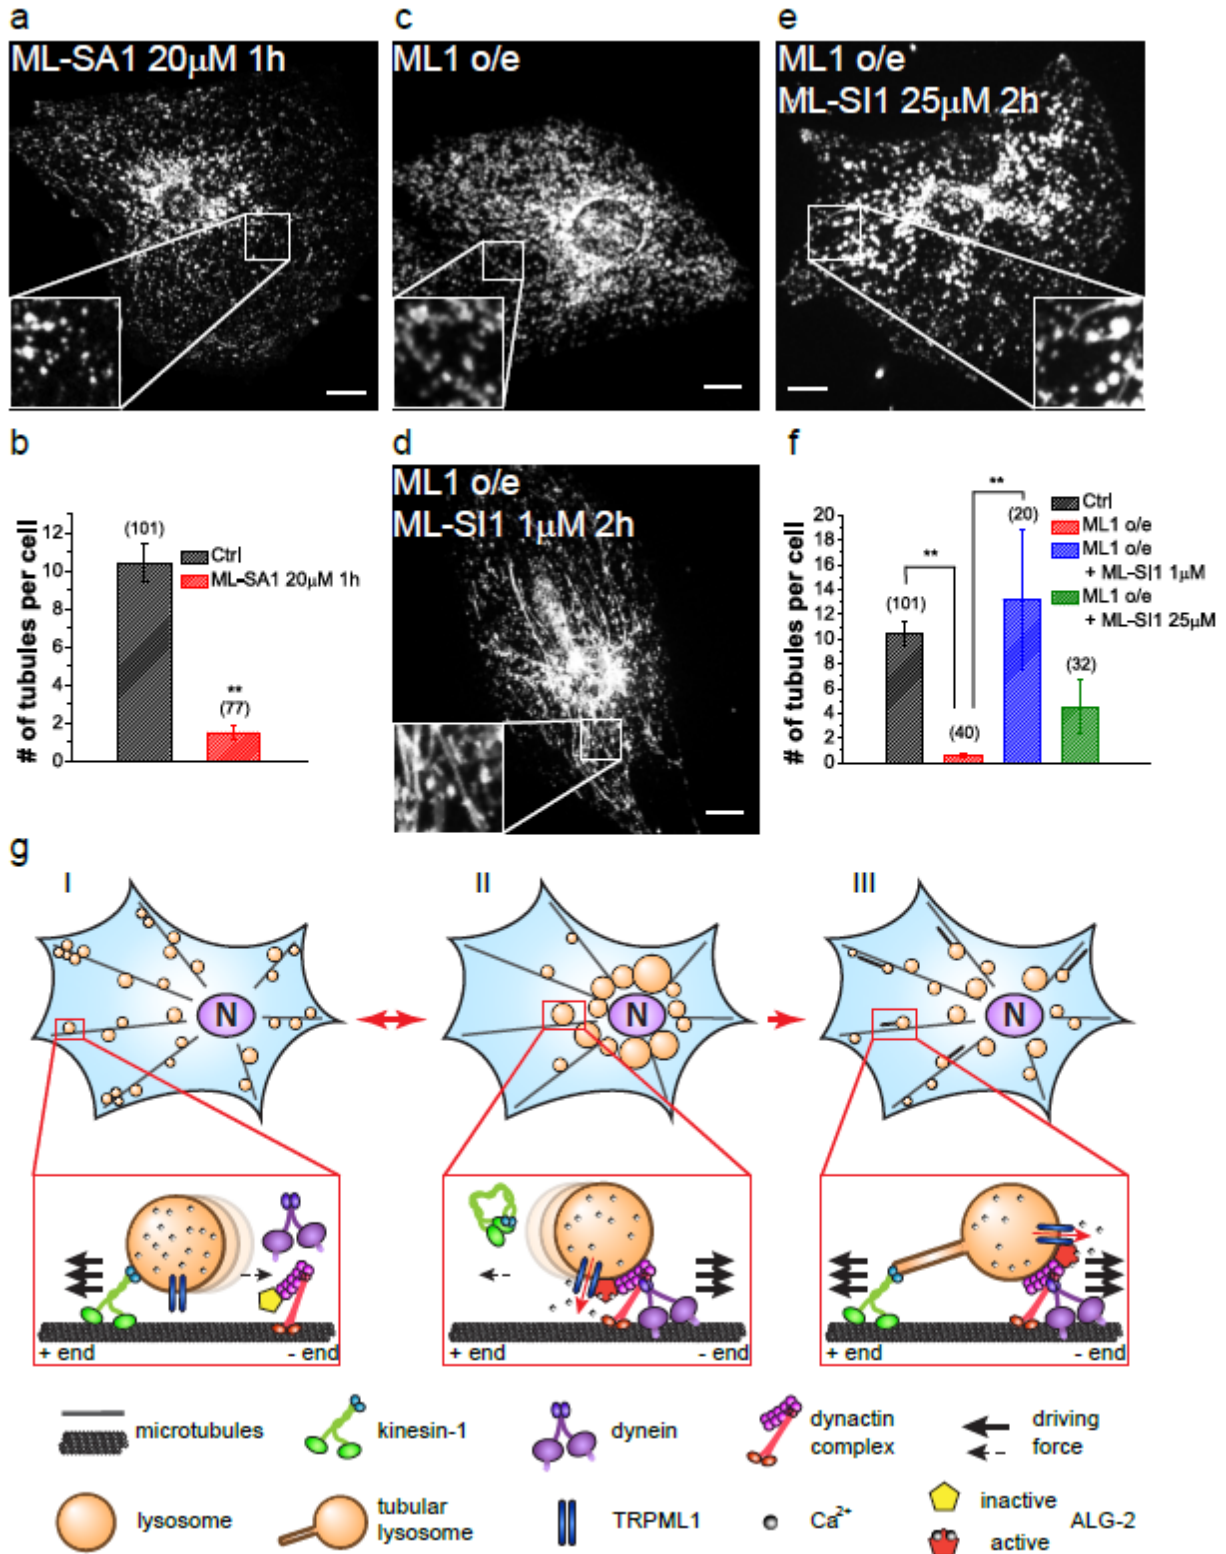 a
ML-SA1 20µM 1h
c
ML1 o/e
e
ML1 o/e
ML-SI1 25µM 2h
b
# of tubules per cell
12
10
8
6
4
2
0
(101)
**
(77)
Ctrl
ML-SA1 20µM 1h
d
ML1 o/e
ML-SI1 1µM 2h
f
# of tubules per cell
20
18
16
14
12
10
8
6
4
2
0
(101)
**
(40)
**
(20)
(32)
Ctrl
ML1 o/e
ML1 o/e
+ ML-SI1 1µM
ML1 o/e
+ ML-SI1 25µM
g
I
II
III
N
N
N
+ end
- end
+ end
- end
+ end
- end
microtubules
kinesin-1
dynein
dynactin
complex
driving
force
lysosome
tubular
lysosome
TRPML1
Ca²⁺
inactive
active
ALG-2